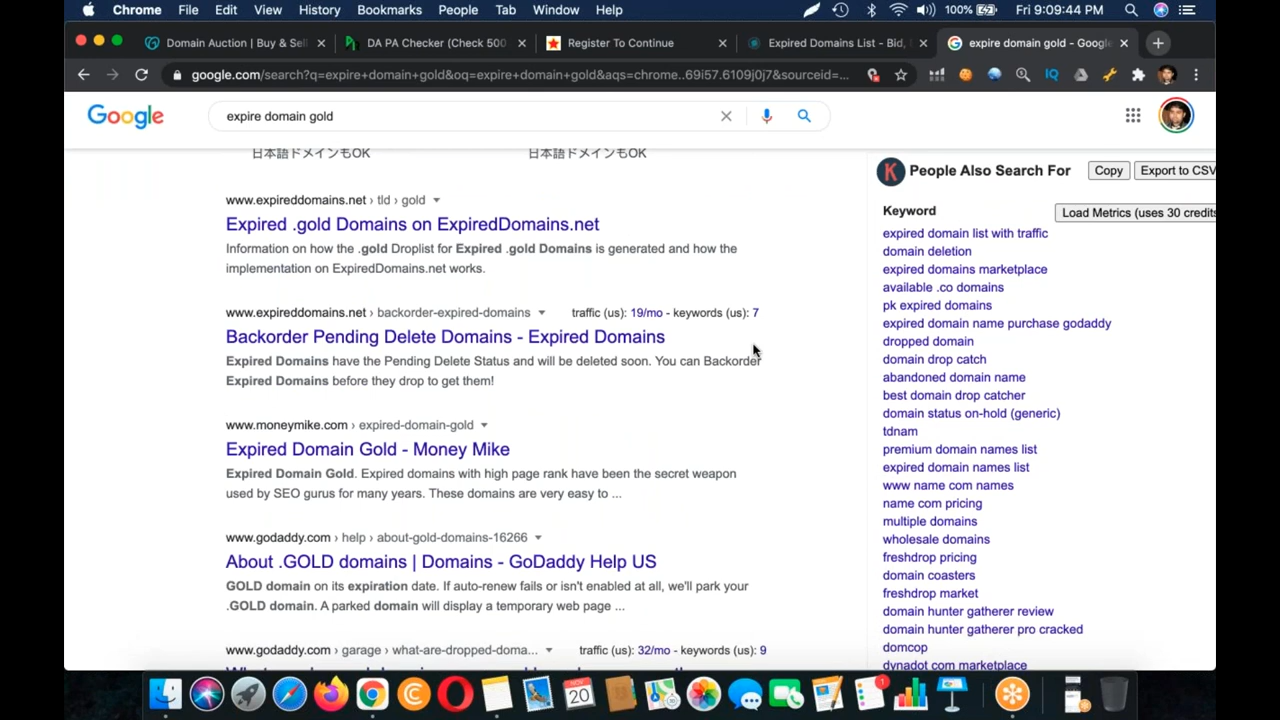 Chrome File Edit View History Bookmarks People Tab Window Help 100% Fri 9:09:44 PM
Domain Auction | Buy & Sell DA PA Checker (Check 500 Register To Continue Expired Domains List - Bid, expire domain gold - Google
google.com/search?q=expire+domain+gold&oq=expire+domain+gold&aqs=chrome..69i57.6109j0j7&sourceid=...
IQ
Google
expire domain gold
日本語ドメインもOK 日本語ドメインもOK
www.expireddomains.net › tld › gold
Expired .gold Domains on ExpiredDomains.net
Information on how the .gold Droplist for Expired .gold Domains is generated and how the
implementation on ExpiredDomains.net works.
www.expireddomains.net › backorder-expired-domains traffic (us): 19/mo - keywords (us): 7
Backorder Pending Delete Domains - Expired Domains
Expired Domains have the Pending Delete Status and will be deleted soon. You can Backorder
Expired Domains before they drop to get them!
www.moneymike.com › expired-domain-gold
Expired Domain Gold - Money Mike
Expired Domain Gold. Expired domains with high page rank have been the secret weapon
used by SEO gurus for many years. These domains are very easy to ...
www.godaddy.com › help › about-gold-domains-16266
About .GOLD domains | Domains - GoDaddy Help US
GOLD domain on its expiration date. If auto-renew fails or isn't enabled at all, we'll park your
.GOLD domain. A parked domain will display a temporary web page ...
www.godaddy.com › garage › what-are-dropped-doma... traffic (us): 32/mo - keywords (us): 9
K People Also Search For Copy Export to CSV
Keyword Load Metrics (uses 30 credits
expired domain list with traffic
domain deletion
expired domains marketplace
available .co domains
pk expired domains
expired domain name purchase godaddy
dropped domain
domain drop catch
abandoned domain name
best domain drop catcher
domain status on-hold (generic)
tdnam
premium domain names list
expired domain names list
www name com names
name com pricing
multiple domains
wholesale domains
freshdrop pricing
domain coasters
freshdrop market
domain hunter gatherer review
domain hunter gatherer pro cracked
domcop
dynadot com marketplace
20
1